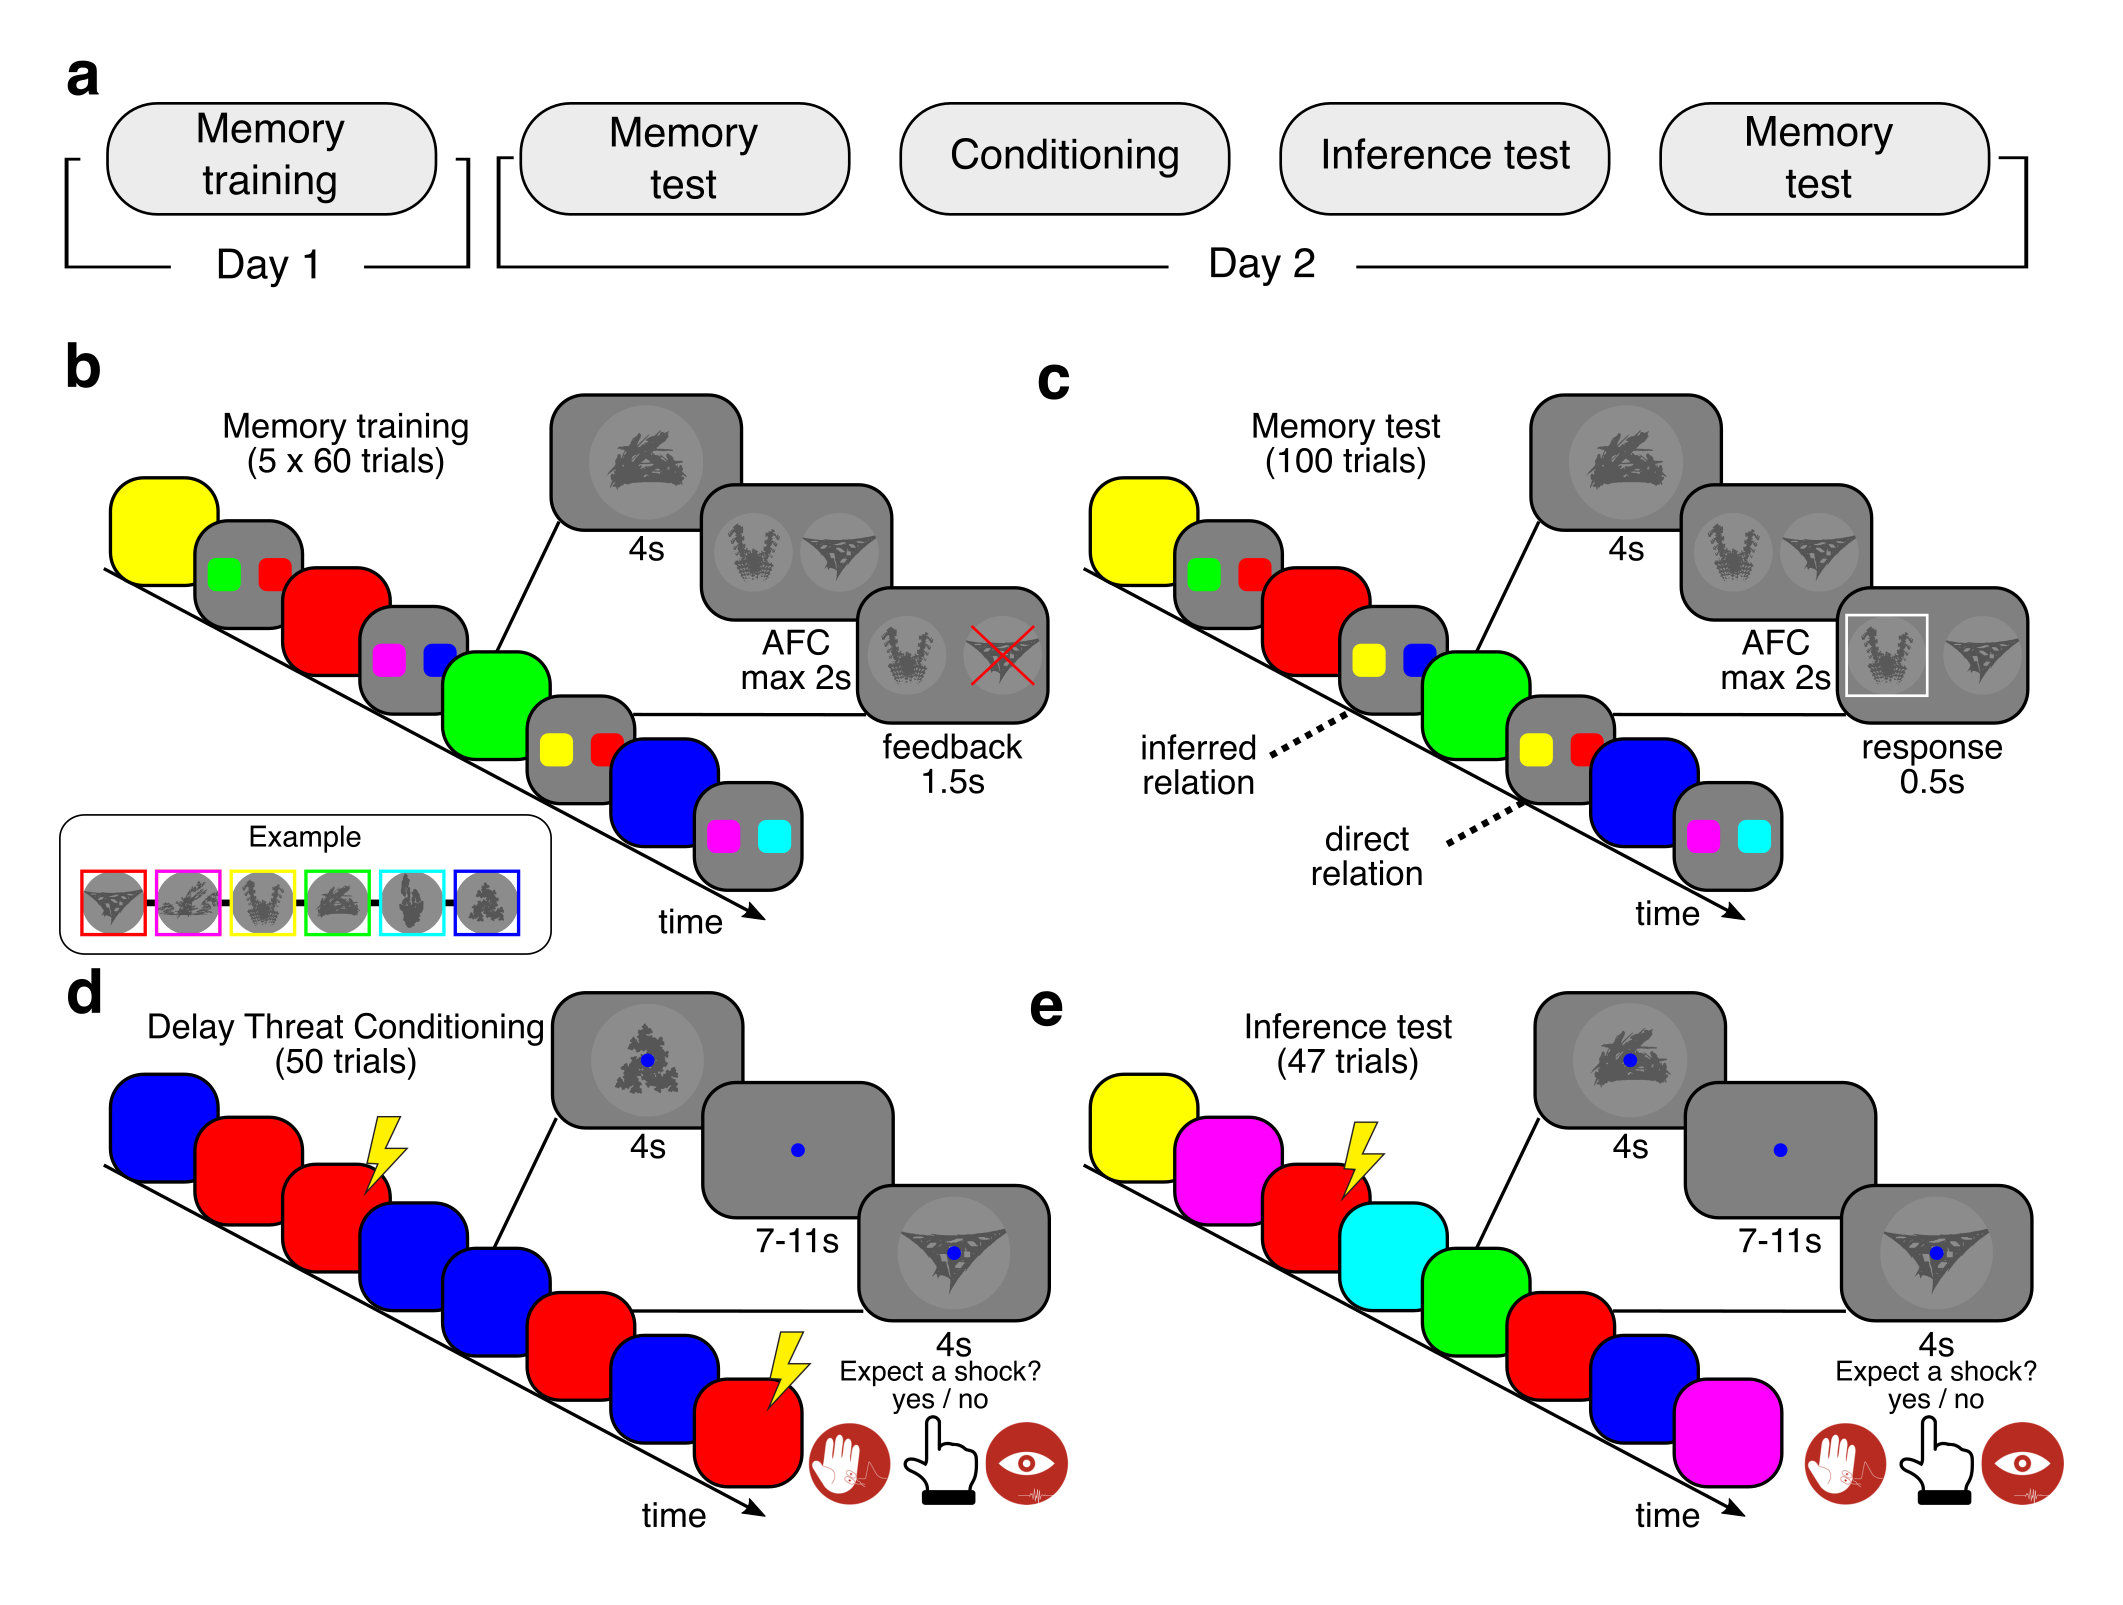 a
Memory
training
Memory
test
Conditioning
Inference test
Memory
test
Day 1
Day 2
b
Memory training
(5 x 60 trials)
4s
AFC
max 2s
feedback
1.5s
Example
time
c
Memory test
(100 trials)
4s
AFC
max 2s
response
0.5s
inferred
relation
direct
relation
time
d
Delay Threat Conditioning
(50 trials)
4s
7-11s
4s
Expect a shock?
yes / no
time
e
Inference test
(47 trials)
4s
7-11s
4s
Expect a shock?
yes / no
time